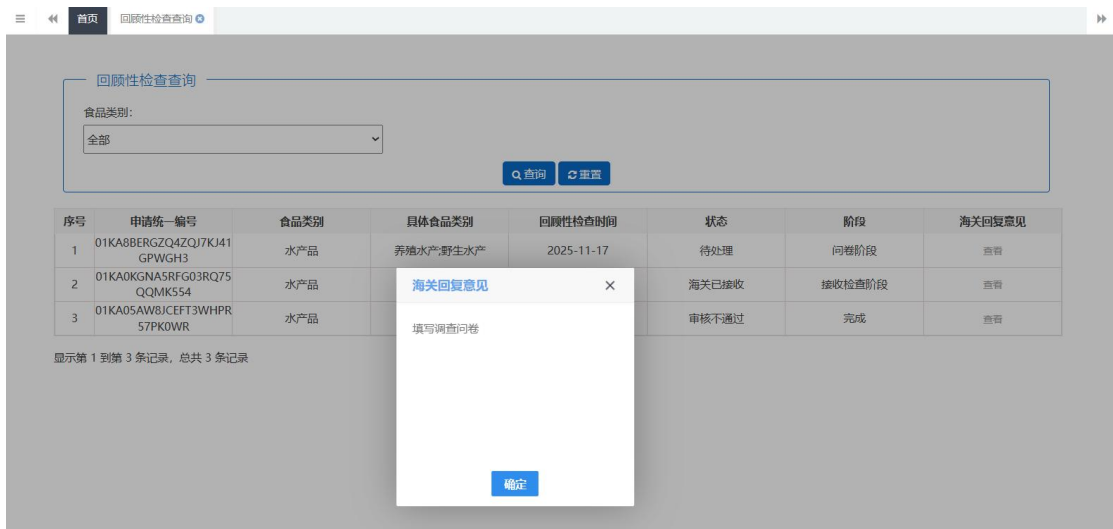 首页 回顾性检查查询
回顾性检查查询
食品类别：
全部
查询 重置
序号 申请统一编号 食品类别 具体食品类别 回顾性检查时间 状态 阶段 海关回复意见
1 01KA8BERGZQ4ZQJ7KJ41 水产品 养殖水产;野生水产 2025-11-17 待处理 问卷阶段 查看
GPWGH3
2 01KA0KGNA5RFG03RQ75 水产品 海关已接收 接收检查阶段 查看
QQMK554
3 01KA05AW8JCEFT3WHPR 水产品 审核不通过 完成 查看
57PK0WR
显示第 1 到第 3 条记录，总共 3 条记录
海关回复意见
填写调查问卷
确定